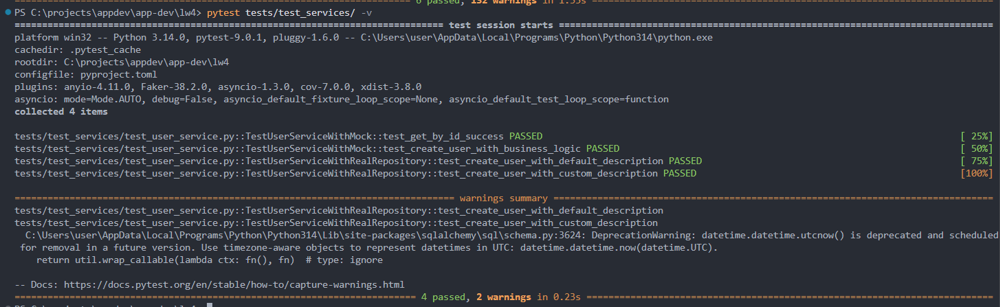 6 passed, 132 warnings in 1.55s
PS C:\projects\appdev\app-dev\lw4> pytest tests/test_services/ -v
test session starts
platform win32 -- Python 3.14.0, pytest-9.0.1, pluggy-1.6.0 -- C:\Users\user\AppData\Local\Programs\Python\Python314\python.exe
cachedir: .pytest_cache
rootdir: C:\projects\appdev\app-dev\lw4
configfile: pyproject.toml
plugins: anyio-4.11.0, Faker-38.2.0, asyncio-1.3.0, cov-7.0.0, xdist-3.8.0
asyncio: mode=Mode.AUTO, debug=False, asyncio_default_fixture_loop_scope=None, asyncio_default_test_loop_scope=function
collected 4 items
tests/test_services/test_user_service.py::TestUserServiceWithMock::test_get_by_id_success PASSED [ 25%]
tests/test_services/test_user_service.py::TestUserServiceWithMock::test_create_user_with_business_logic PASSED [ 50%]
tests/test_services/test_user_service.py::TestUserServiceWithRealRepository::test_create_user_with_default_description PASSED [ 75%]
tests/test_services/test_user_service.py::TestUserServiceWithRealRepository::test_create_user_with_custom_description PASSED [100%]
warnings summary
tests/test_services/test_user_service.py::TestUserServiceWithRealRepository::test_create_user_with_default_description
tests/test_services/test_user_service.py::TestUserServiceWithRealRepository::test_create_user_with_custom_description
C:\Users\user\AppData\Local\Programs\Python\Python314\Lib\site-packages\sqlalchemy\sql\schema.py:3624: DeprecationWarning: datetime.datetime.utcnow() is deprecated and scheduled
for removal in a future version. Use timezone-aware objects to represent datetimes in UTC: datetime.datetime.now(datetime.UTC).
return util.wrap_callable(lambda ctx: fn(), fn)  # type: ignore
-- Docs: https://docs.pytest.org/en/stable/how-to/capture-warnings.html
4 passed, 2 warnings in 0.23s